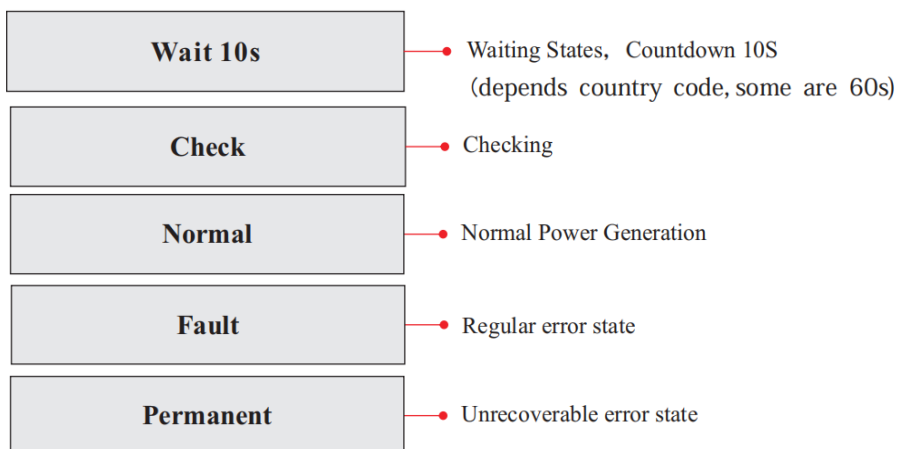 Wait 10s
Waiting States, Countdown 10S
(depends country code, some are 60s)
Check
Checking
Normal
Normal Power Generation
Fault
Regular error state
Permanent
Unrecoverable error state